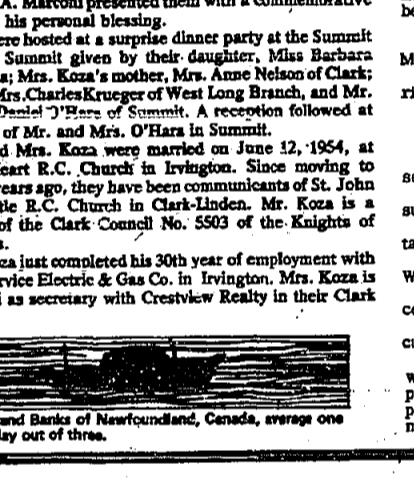 A. Marconi presented them with a commemorative
his personal blessing.
ere hosted at a surprise dinner party at the Summit
Summit given by their daughter, Miss Barbara
a; Mrs. Koza's mother, Mrs. Anne Nelson of Clark;
Mrs.CharlesKrueger of West Long Branch, and Mr.
Daniel O'Hara of Summit. A reception followed at
of Mr. and Mrs. O'Hara in Summit.
d Mrs. Koza were married on June 12, 1954, at
eart R.C. Church in Irvington. Since moving to
ears ago, they have been communicants of St. John
tle R.C. Church in Clark-Linden. Mr. Koza is a
of the Clark Council No. 5503 of the Knights of
s.
za just completed his 30th year of employment with
rvice Electric & Gas Co. in Irvington. Mrs. Koza is
as secretary with Crestview Realty in their Clark
and Banks of Newfoundland, Canada, average one
day out of three.
be
M
ri
su
ta
W
co
cu
w
p
p